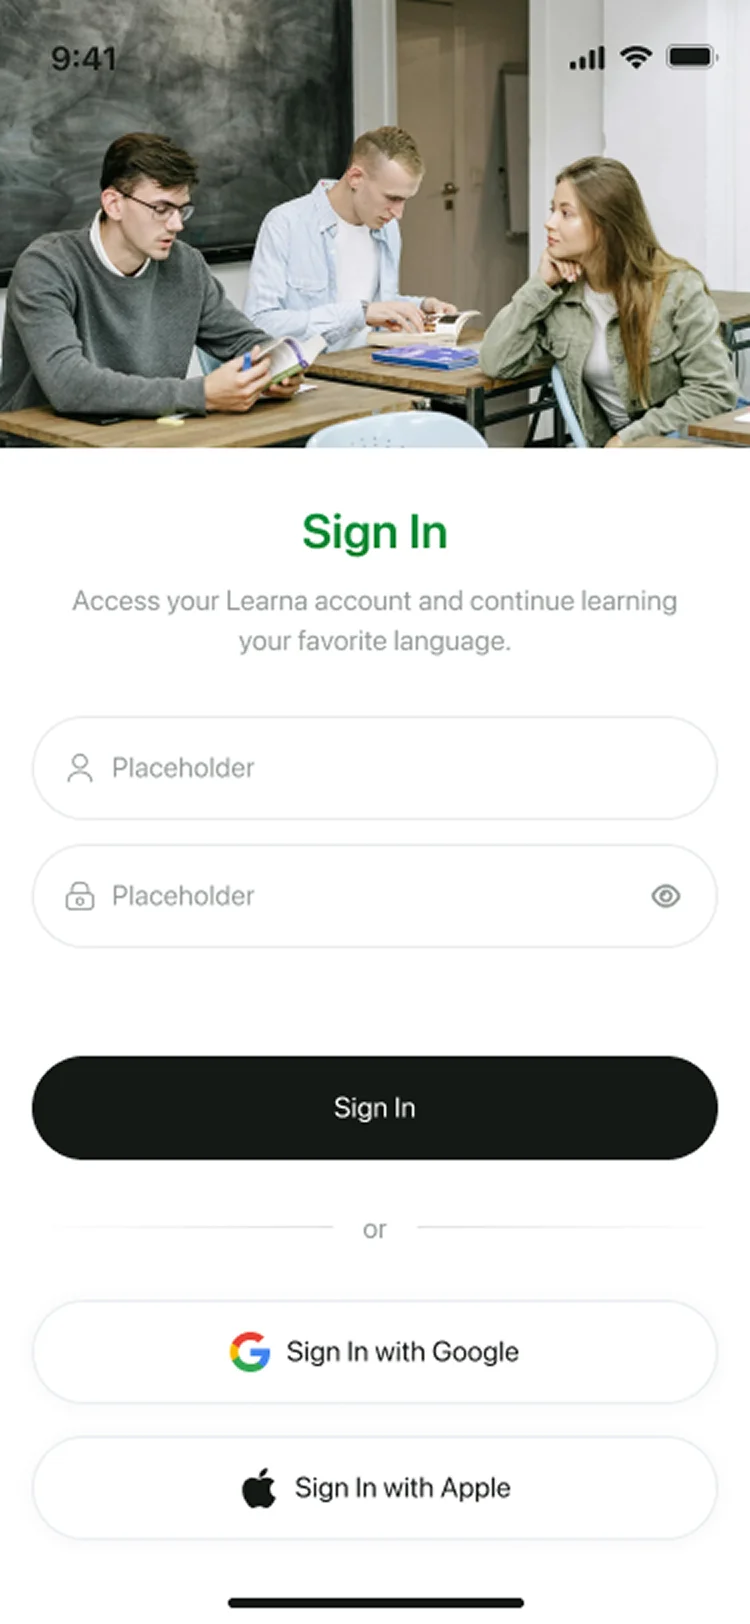 9:41
Sign In
Access your Learna account and continue learning
your favorite language.
Placeholder
Placeholder
Sign In
or
Sign In with Google
Sign In with Apple